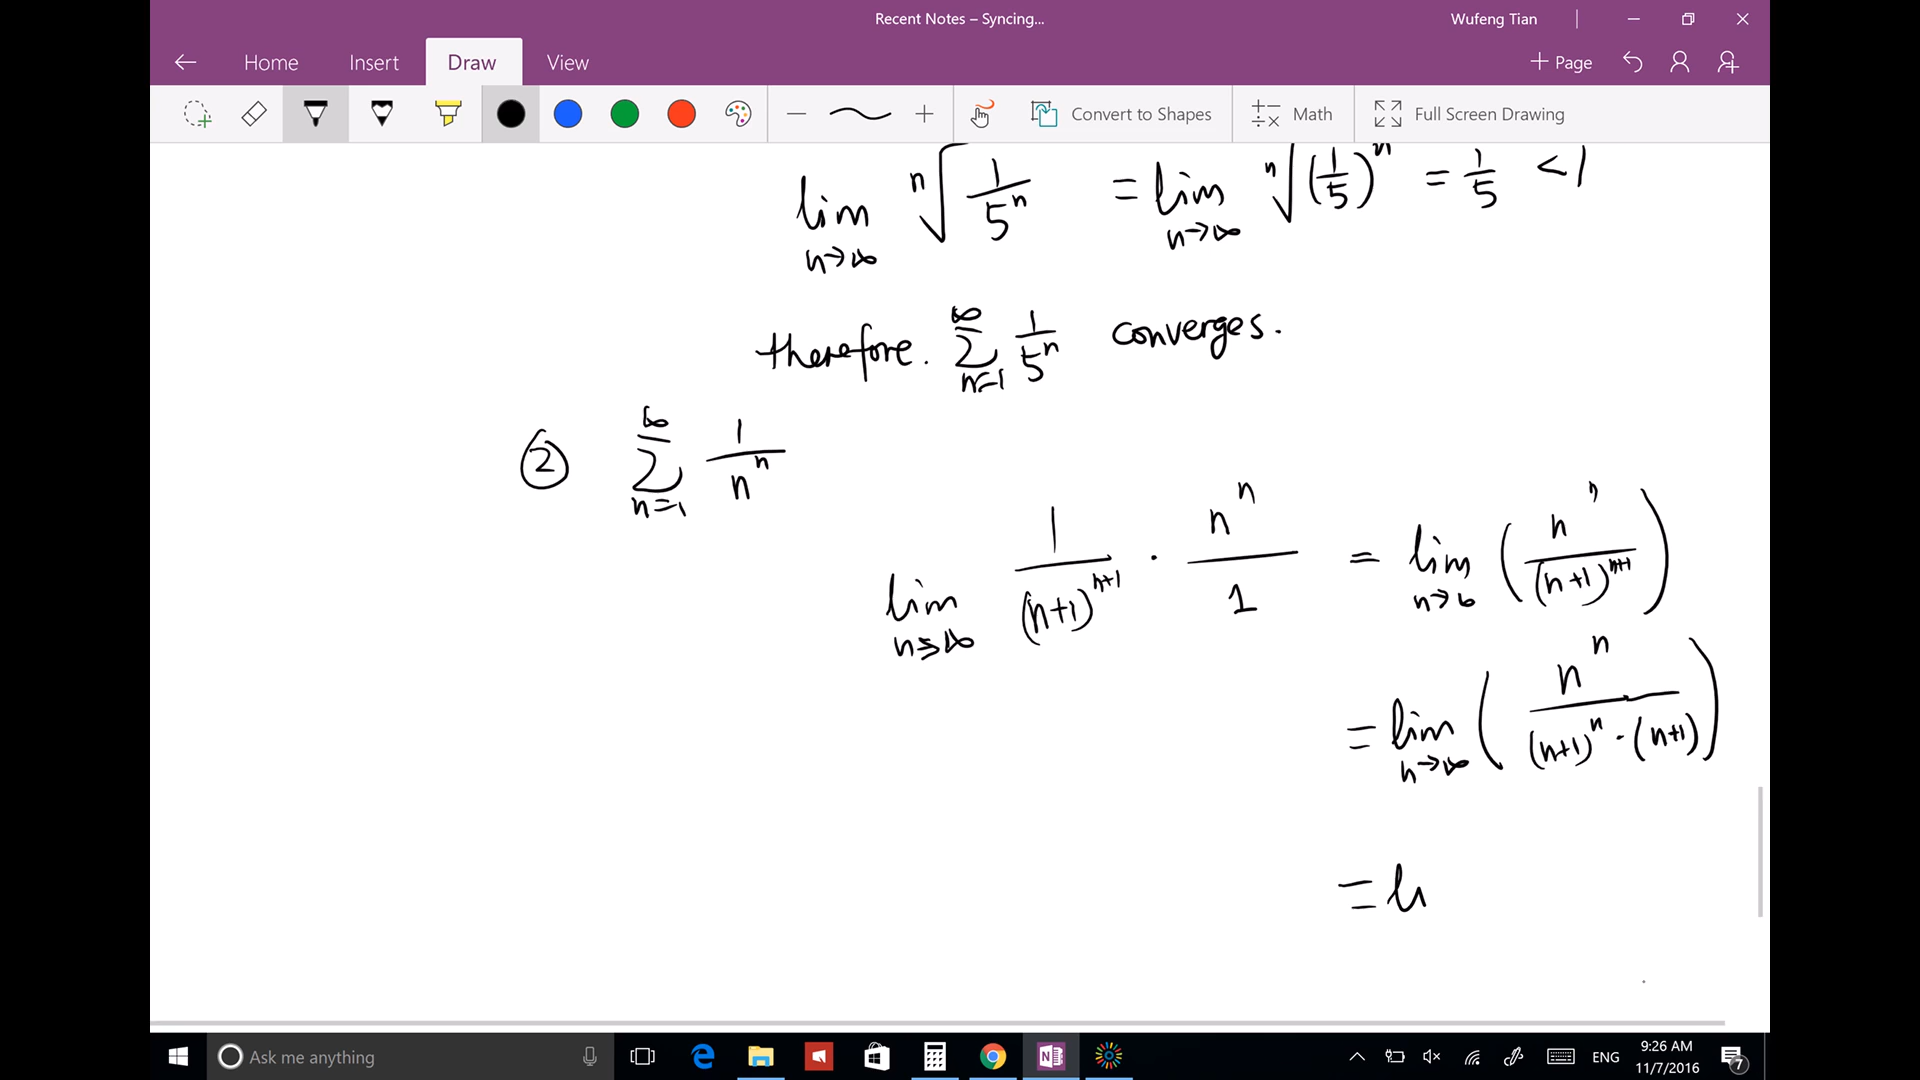 Recent Notes – Syncing...
Wufeng Tian
Home Insert Draw View
+ Page
Convert to Shapes
Math
Full Screen Drawing
lim n→∞ ⁿ√(1/5ⁿ) = lim n→∞ ⁿ√((1/5)ⁿ) = 1/5 < 1
therefore. ∑ n=1 ∞ 1/5ⁿ converges.
② ∑ n=1 ∞ 1/nⁿ
lim n→∞ 1/(n+1)ⁿ⁺¹ · nⁿ/1 = lim n→∞ (nⁿ/(n+1)ⁿ⁺¹)
= lim n→∞ (nⁿ/((n+1)ⁿ · (n+1)))
= li
Ask me anything
ENG
9:26 AM
11/7/2016
7